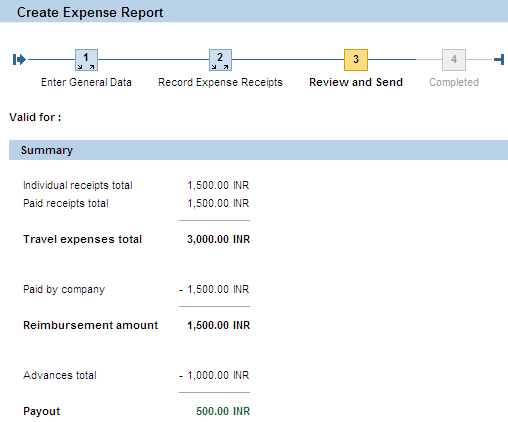 Create Expense Report
1 2 3 4
Enter General Data Record Expense Receipts Review and Send Completed
Valid for :
Summary
Individual receipts total 1,500.00 INR
Paid receipts total 1,500.00 INR
Travel expenses total 3,000.00 INR
Paid by company - 1,500.00 INR
Reimbursement amount 1,500.00 INR
Advances total - 1,000.00 INR
Payout 500.00 INR